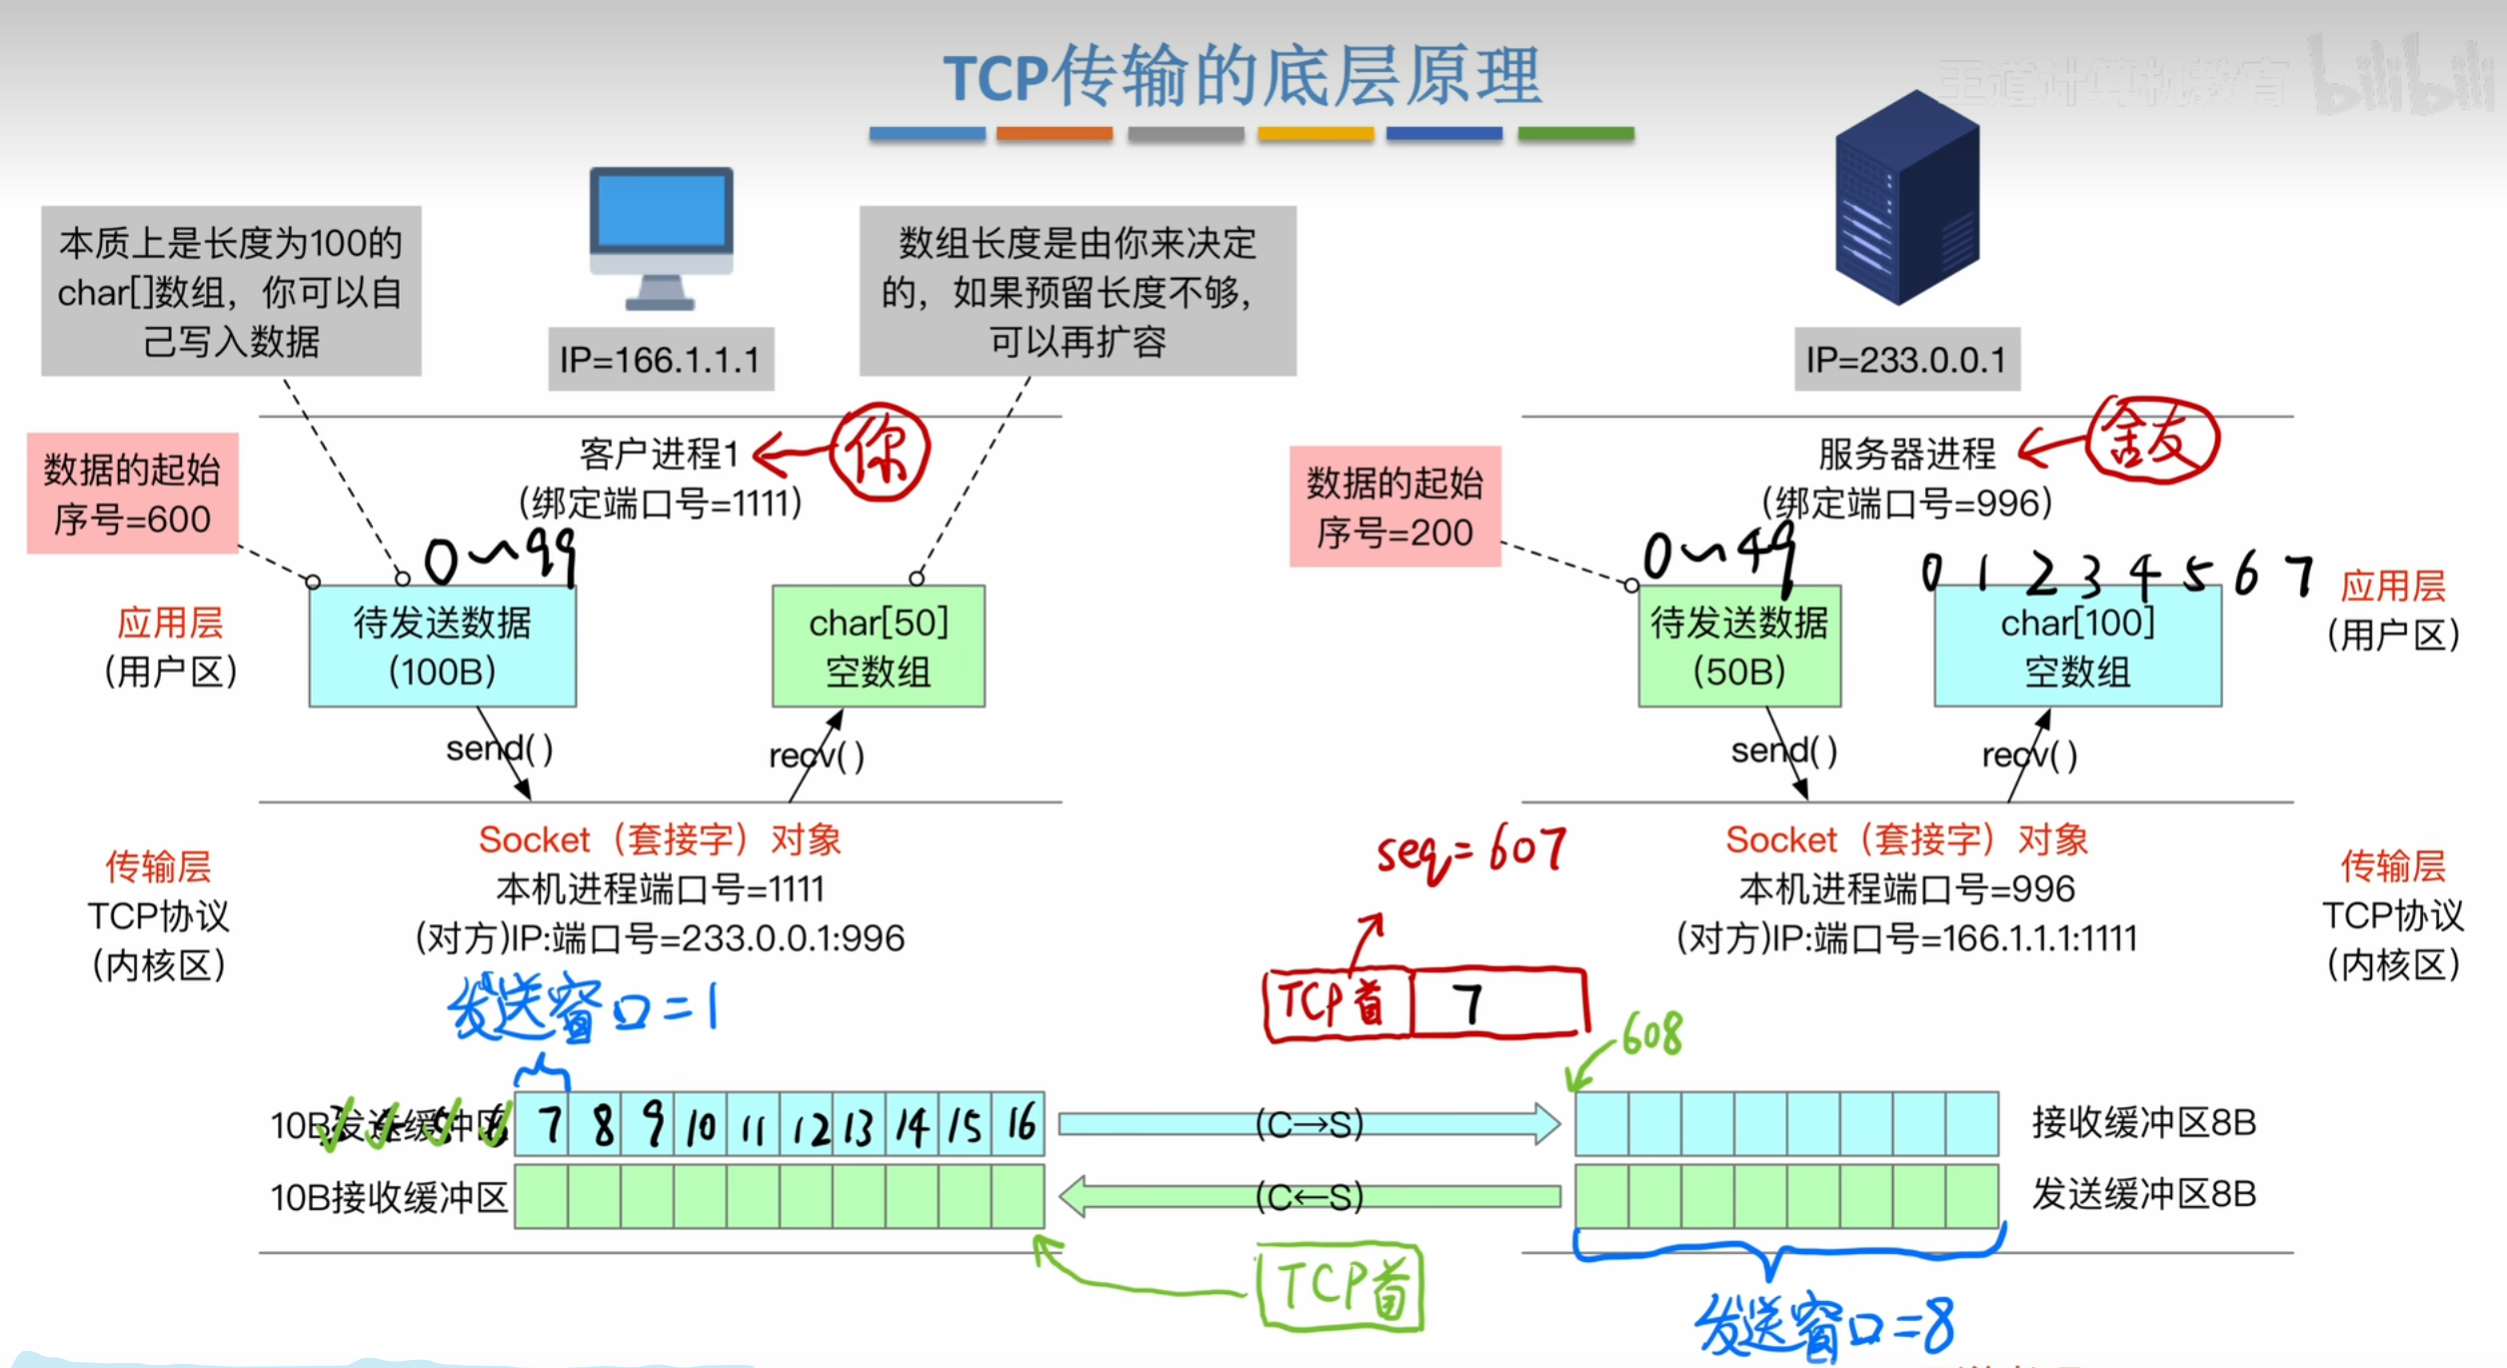 TCP传输的底层原理
王道计算机教育
bilibili
本质上是长度为100的
char[]数组，你可以自
己写入数据
IP=166.1.1.1
数组长度是由你来决定
的，如果预留长度不够，
可以再扩容
IP=233.0.0.1
客户进程1
你
(绑定端口号=1111)
服务器进程
金友
(绑定端口号=996)
数据的起始
序号=600
数据的起始
序号=200
0~99
0~49
0 1 2 3 4 5 6 7
应用层
(用户区)
待发送数据
(100B)
char[50]
空数组
待发送数据
(50B)
char[100]
空数组
应用层
(用户区)
send()
recv()
send()
recv()
传输层
TCP协议
(内核区)
Socket（套接字）对象
本机进程端口号=1111
(对方)IP:端口号=233.0.0.1:996
seq=607
Socket（套接字）对象
本机进程端口号=996
(对方)IP:端口号=166.1.1.1:1111
传输层
TCP协议
(内核区)
发送窗口=1
TCP首 7
608
10B发送缓冲区
7 8 9 10 11 12 13 14 15 16
(C→S)
接收缓冲区8B
10B接收缓冲区
(C←S)
发送缓冲区8B
TCP首
发送窗口=8